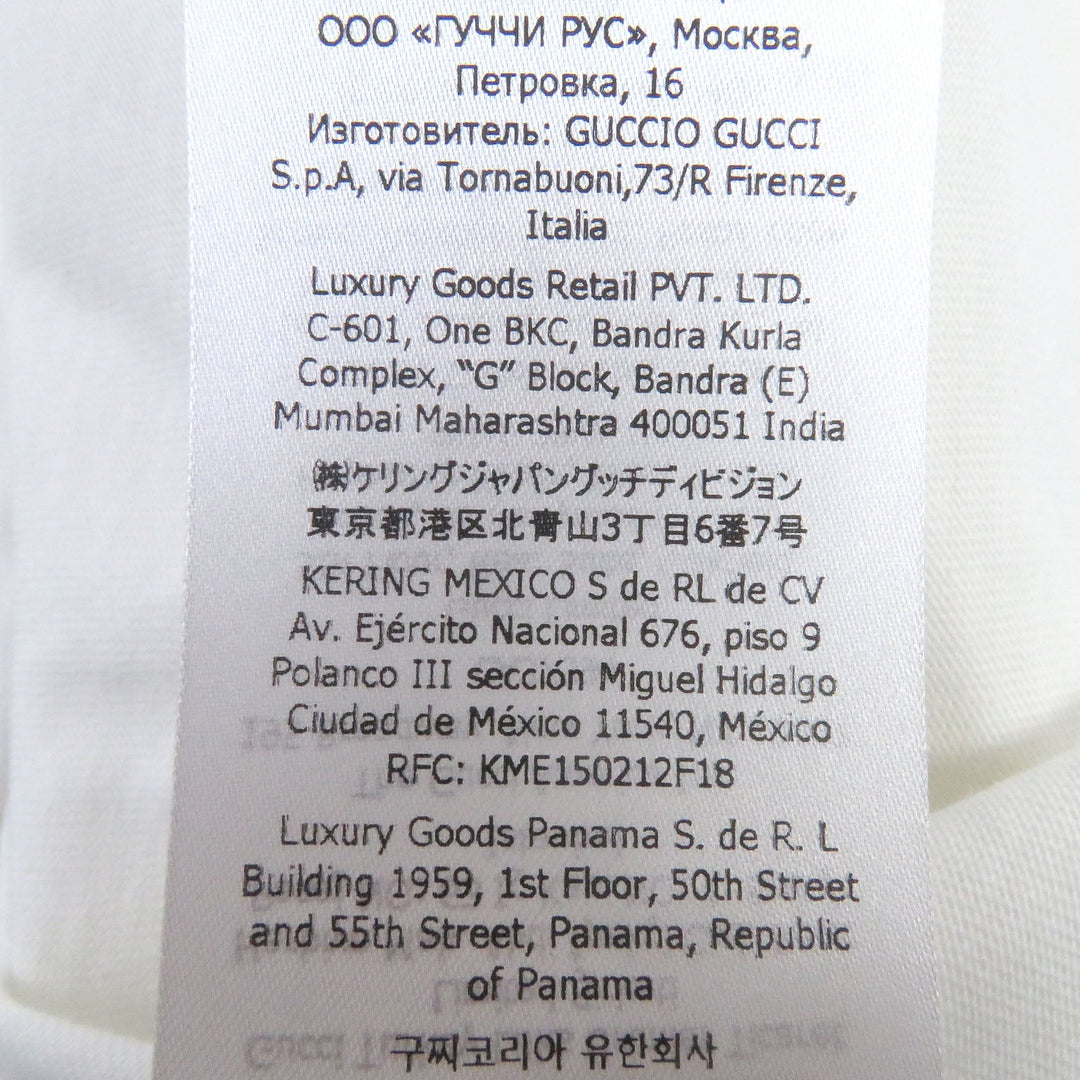 ООО «ГУЧЧИ РУС», Москва,
Петровка, 16
Изготовитель: GUCCIO GUCCI
S.p.A, via Tornabuoni,73/R Firenze,
Italia
Luxury Goods Retail PVT. LTD.
C-601, One BKC, Bandra Kurla
Complex, “G” Block, Bandra (E)
Mumbai Maharashtra 400051 India
㈱ケリングジャパングッチディビジョン
東京都港区北青山3丁目6番7号
KERING MEXICO S de RL de CV
Av. Ejército Nacional 676, piso 9
Polanco III sección Miguel Hidalgo
Ciudad de México 11540, México
RFC: KME150212F18
Luxury Goods Panama S. de R. L
Building 1959, 1st Floor, 50th Street
and 55th Street, Panama, Republic
of Panama
구찌코리아 유한회사